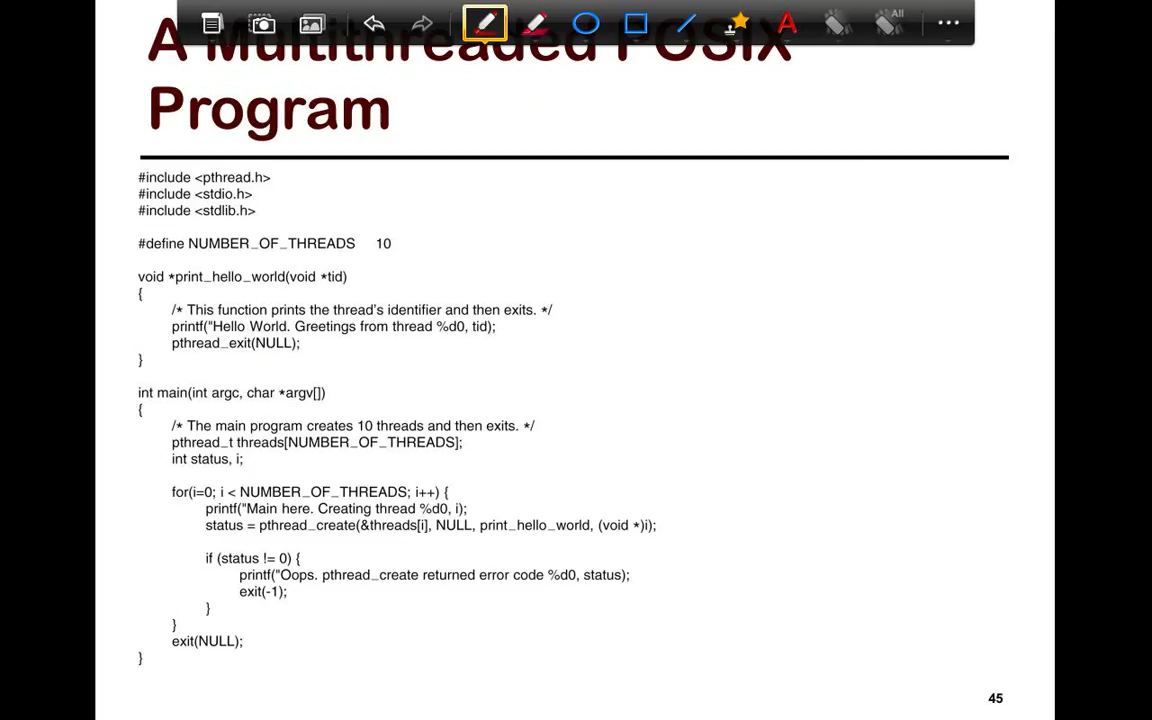 A Multithreaded POSIX
Program
#include <pthread.h>
#include <stdio.h>
#include <stdlib.h>
#define NUMBER_OF_THREADS 10
void *print_hello_world(void *tid)
{
/* This function prints the thread’s identifier and then exits. */
printf("Hello World. Greetings from thread %d0, tid);
pthread_exit(NULL);
}
int main(int argc, char *argv[])
{
/* The main program creates 10 threads and then exits. */
pthread_t threads[NUMBER_OF_THREADS];
int status, i;
for(i=0; i < NUMBER_OF_THREADS; i++) {
printf("Main here. Creating thread %d0, i);
status = pthread_create(&threads[i], NULL, print_hello_world, (void *)i);
if (status != 0) {
printf("Oops. pthread_create returned error code %d0, status);
exit(-1);
}
}
exit(NULL);
}
45
A
All